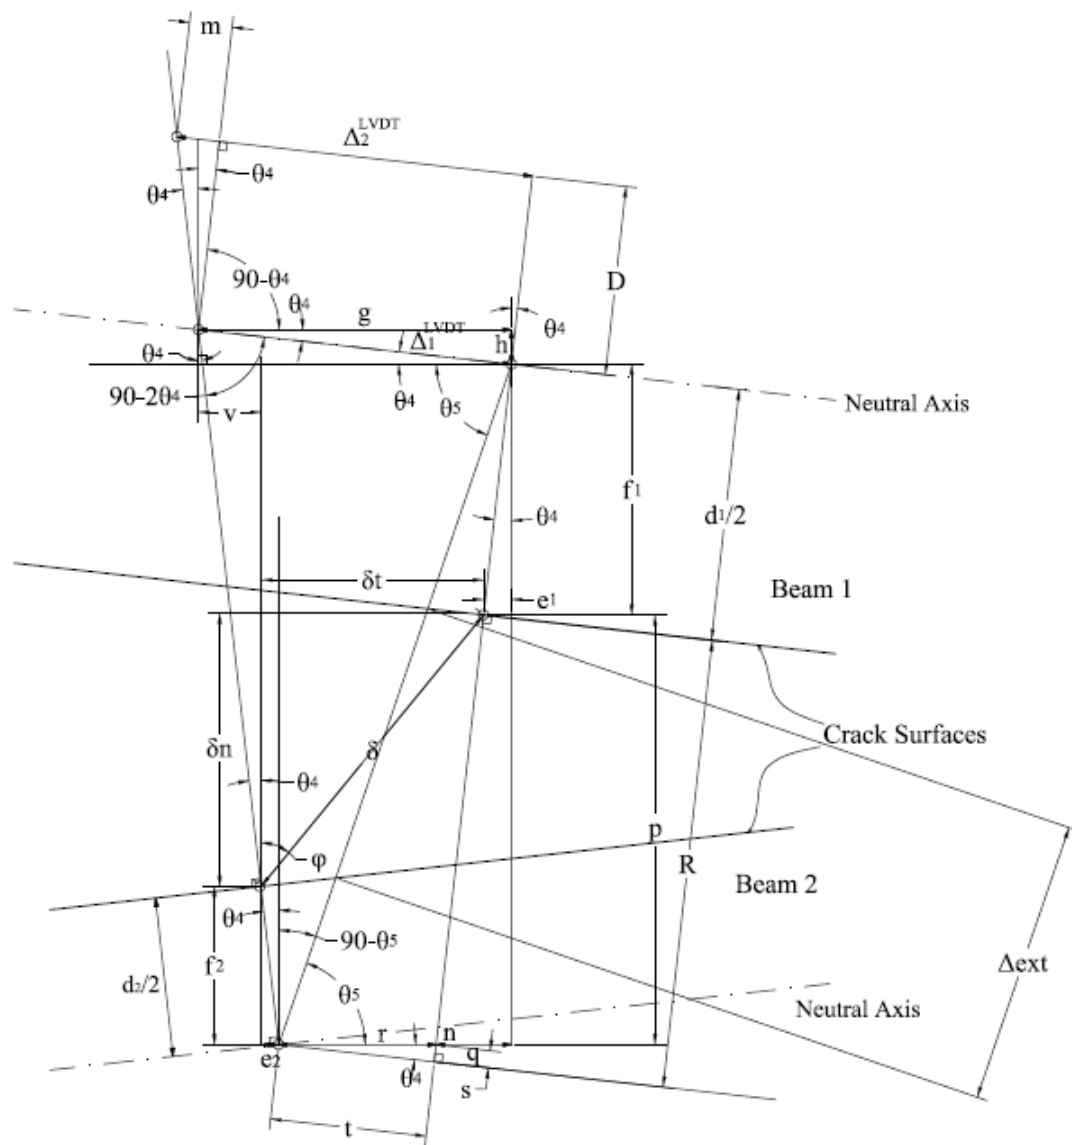 m
Δ₂ᴸⱽᴰᵀ
θ4
θ4
90-θ4
D
θ4
g
θ4
Δ₁ᴸⱽᴰᵀ
h
θ4
90-2θ4
θ4
θ5
Neutral Axis
v
f1
d1/2
θ4
δt
e1
Beam 1
δn
δ
Crack Surfaces
θ4
p
φ
R
Beam 2
θ4
90-θ5
f2
d2/2
Δext
θ5
Neutral Axis
r
n
e2
q
θ4
s
t